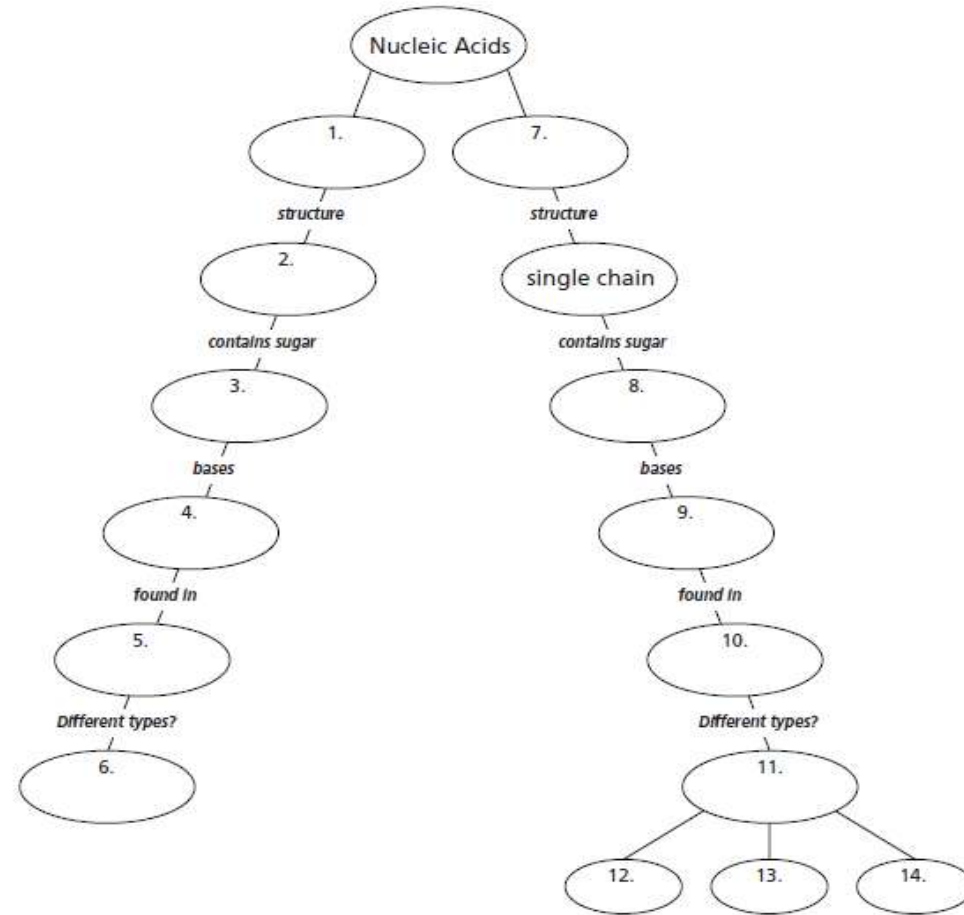 Nucleic Acids
1.
7.
structure
structure
2.
single chain
contains sugar
contains sugar
3.
8.
bases
bases
4.
9.
found in
found in
5.
10.
Different types?
Different types?
6.
11.
12.
13.
14.